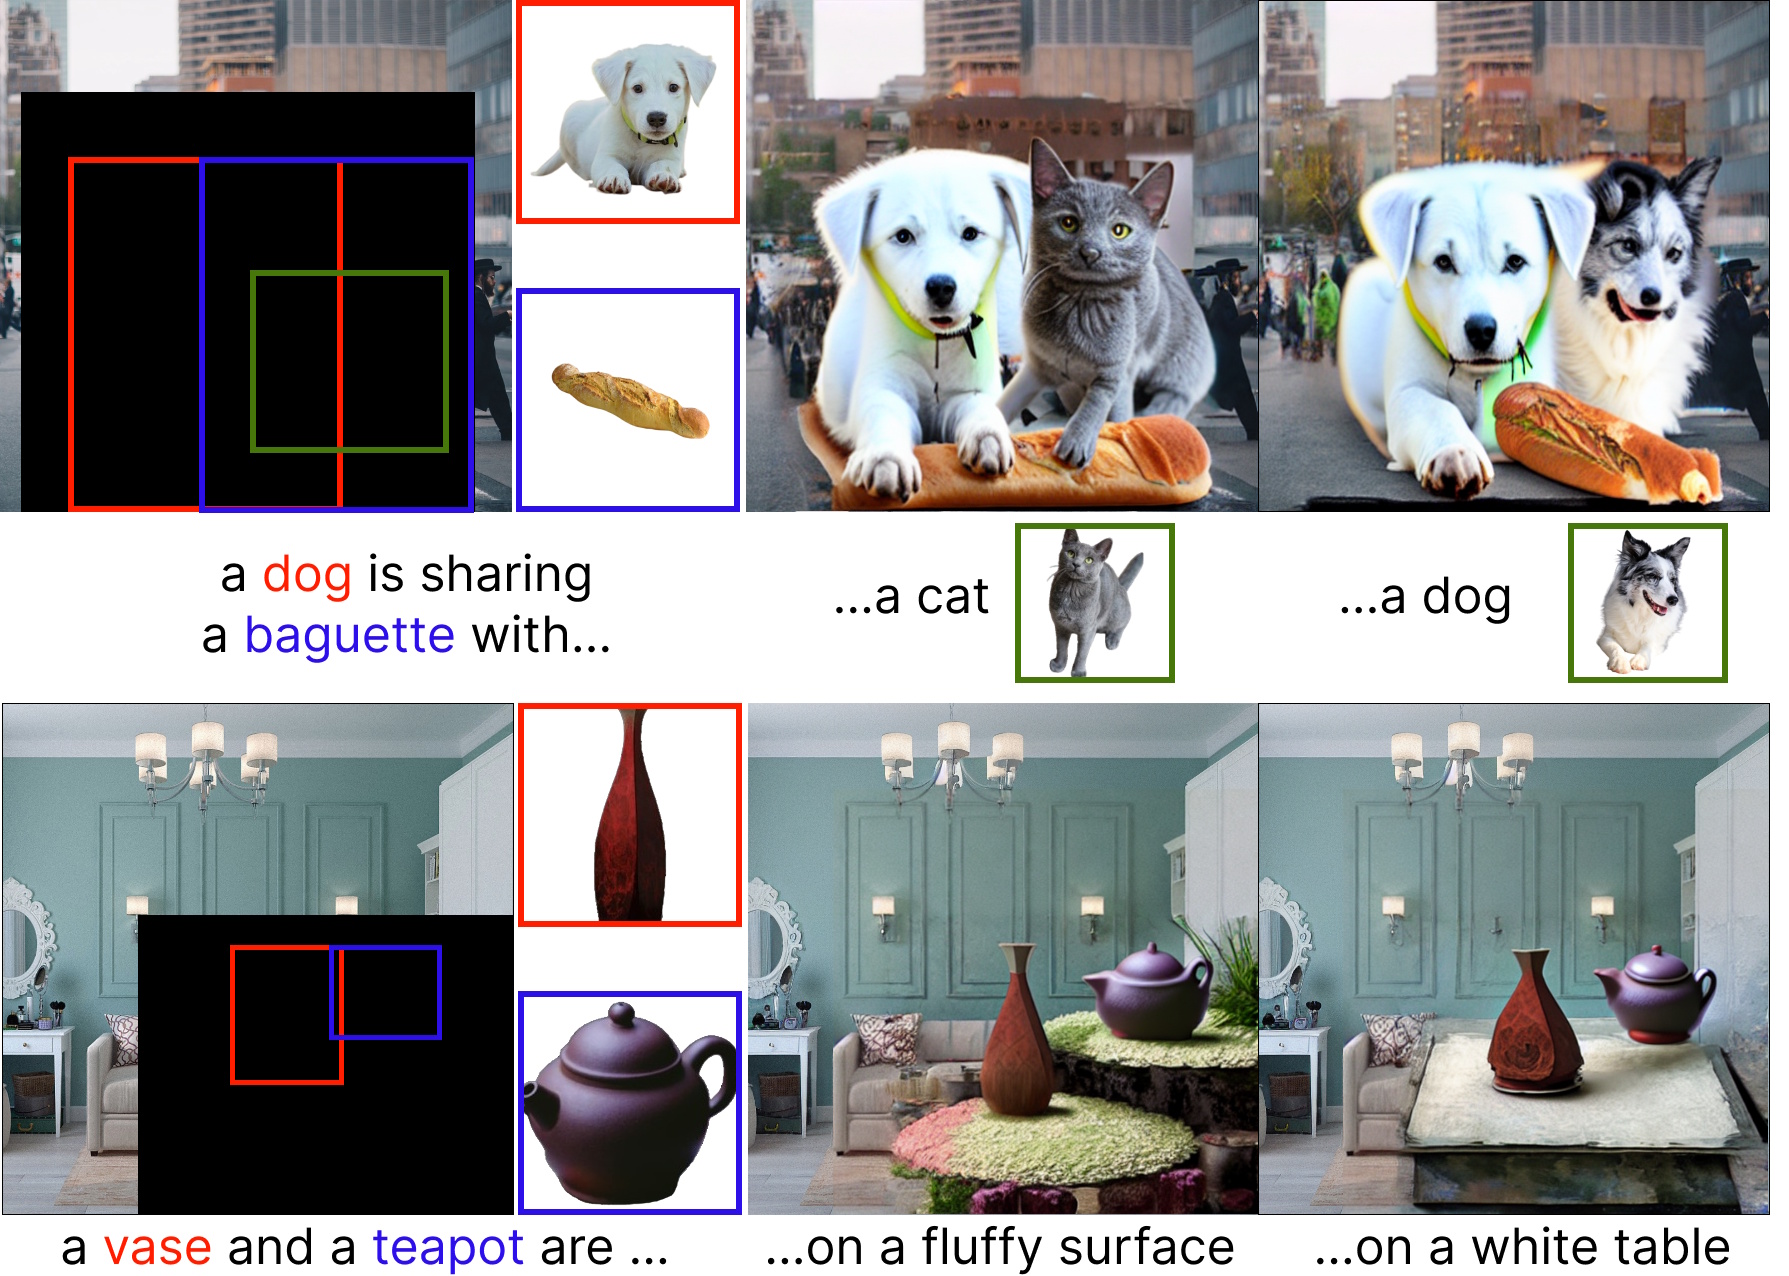 a dog is sharing
a baguette with...
...a cat
...a dog
a vase and a teapot are ...
...on a fluffy surface
...on a white table